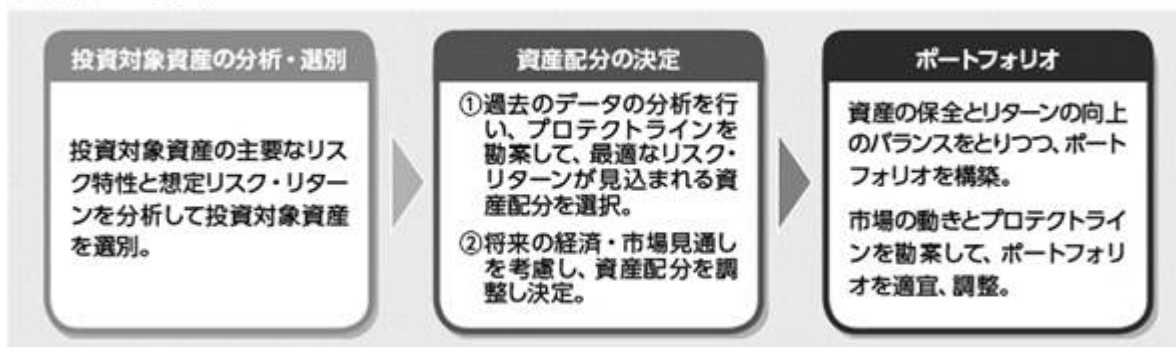 投資対象資産の分析・選別
投資対象資産の主要なリス
ク特性と想定リスク・リター
ンを分析して投資対象資産
を選別。
資産配分の決定
①過去のデータの分析を行
い、プロテクトラインを
勘案して、最適なリスク・
リターンが見込まれる資
産配分を選択。
②将来の経済・市場見通し
を考慮し、資産配分を調
整し決定。
ポートフォリオ
資産の保全とリターンの向上
のバランスをとりつつ、ポート
フォリオを構築。
市場の動きとプロテクトライ
ンを勘案して、ポートフォリ
オを適宜、調整。